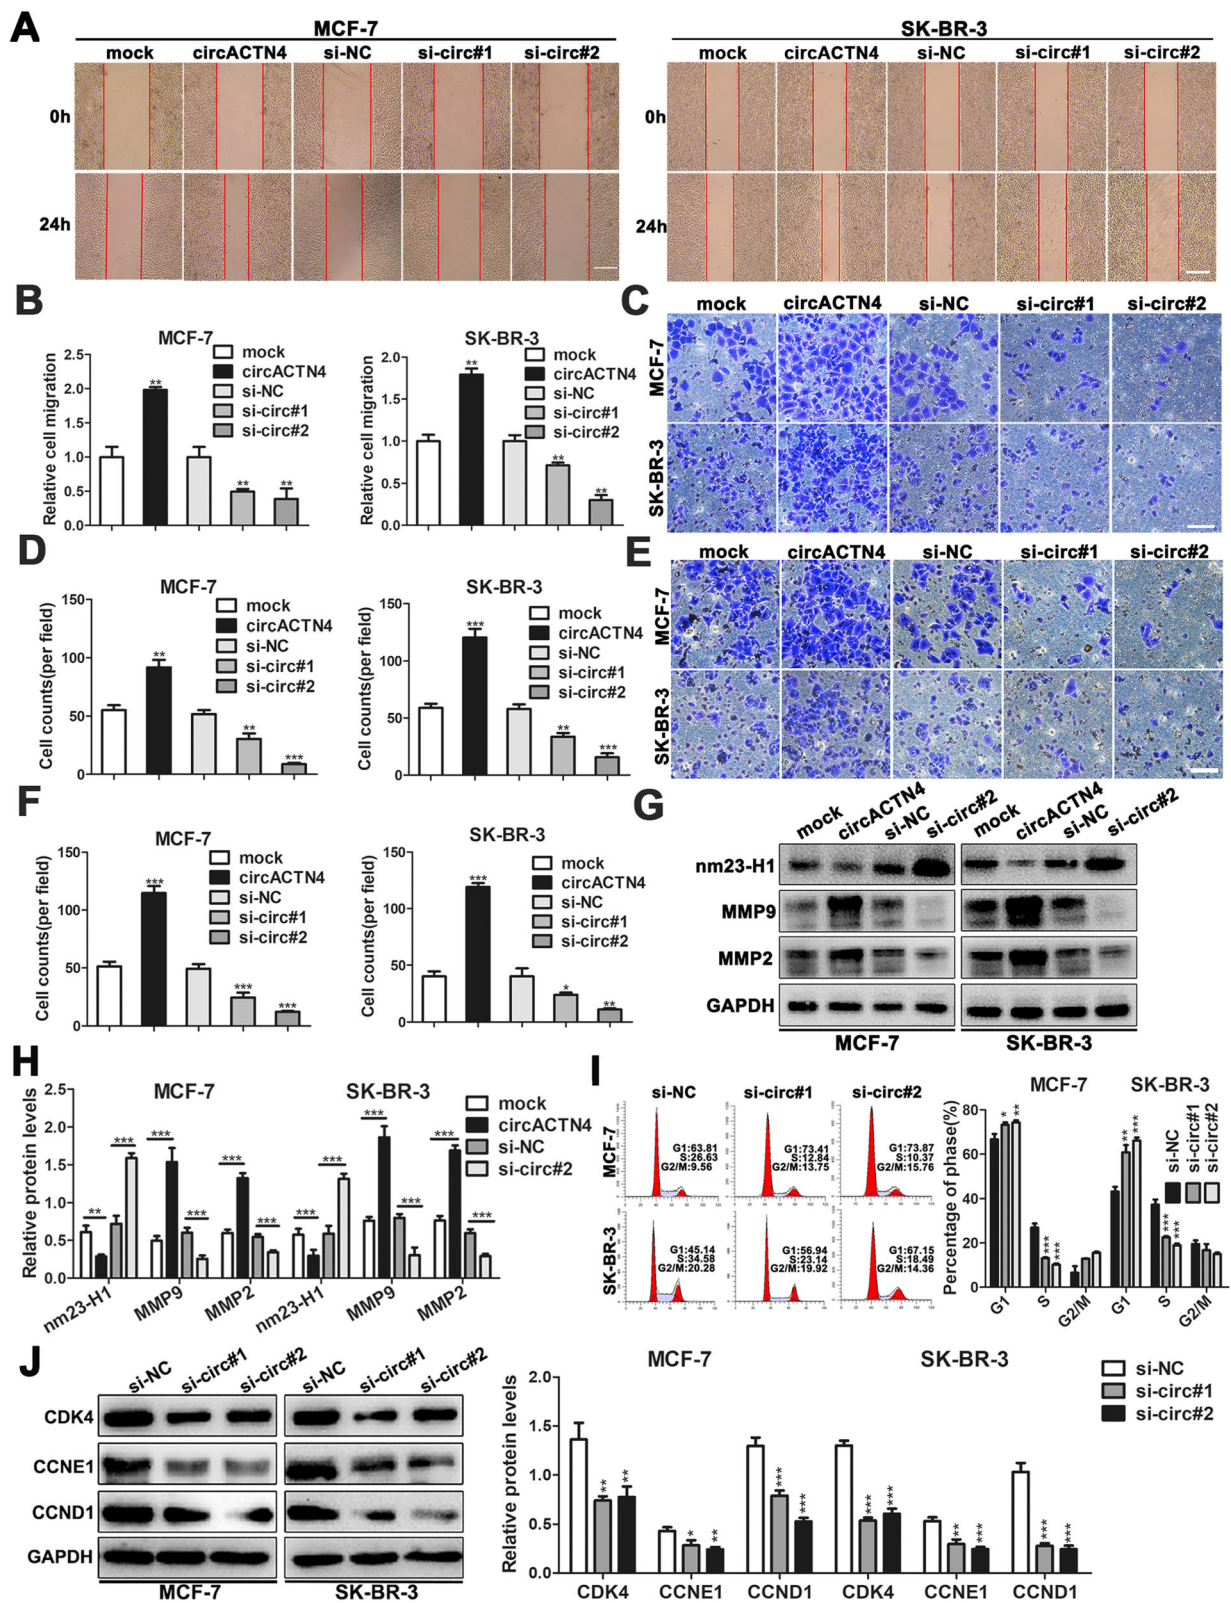 A
MCF-7
SK-BR-3
mock circACTN4 si-NC si-circ#1 si-circ#2
mock circACTN4 si-NC si-circ#1 si-circ#2
0h
0h
24h
24h
B
MCF-7
Relative cell migration
2.5
2.0
1.5
1.0
0.5
0.0
**
**
**
mock
circACTN4
si-NC
si-circ#1
si-circ#2
SK-BR-3
Relative cell migration
2.0
1.5
1.0
0.5
0.0
**
**
**
mock
circACTN4
si-NC
si-circ#1
si-circ#2
C
mock circACTN4 si-NC si-circ#1 si-circ#2
MCF-7
SK-BR-3
D
MCF-7
Cell counts(per field)
150
100
50
0
**
**
***
mock
circACTN4
si-NC
si-circ#1
si-circ#2
SK-BR-3
Cell counts(per field)
150
100
50
0
***
**
***
mock
circACTN4
si-NC
si-circ#1
si-circ#2
E
mock circACTN4 si-NC si-circ#1 si-circ#2
MCF-7
SK-BR-3
F
MCF-7
Cell counts(per field)
150
100
50
0
***
***
***
mock
circACTN4
si-NC
si-circ#1
si-circ#2
SK-BR-3
Cell counts(per field)
150
100
50
0
***
*
**
mock
circACTN4
si-NC
si-circ#1
si-circ#2
G
mock circACTN4 si-NC si-circ#2 mock circACTN4 si-NC si-circ#2
nm23-H1
MMP9
MMP2
GAPDH
MCF-7 SK-BR-3
H
MCF-7 SK-BR-3
Relative protein levels
2.5
2.0
1.5
1.0
0.5
0.0
** *** *** *** *** *** *** *** *** *** *** ***
mock
circACTN4
si-NC
si-circ#2
nm23-H1 MMP9 MMP2 nm23-H1 MMP9 MMP2
I
si-NC si-circ#1 si-circ#2
MCF-7
G1:63.81
S:26.63
G2/M:9.56
G1:73.41
S:12.84
G2/M:13.75
G1:73.87
S:10.37
G2/M:15.76
SK-BR-3
G1:45.14
S:34.58
G2/M:20.28
G1:56.94
S:23.14
G2/M:19.92
G1:67.15
S:18.49
G2/M:14.36
MCF-7 SK-BR-3
Percentage of phase(%)
80
60
40
20
0
* ** *** *** ** *** *** ***
si-NC
si-circ#1
si-circ#2
G1 S G2/M G1 S G2/M
J
si-NC si-circ#1 si-circ#2 si-NC si-circ#1 si-circ#2
CDK4
CCNE1
CCND1
GAPDH
MCF-7 SK-BR-3
MCF-7 SK-BR-3
Relative protein levels
2.0
1.5
1.0
0.5
0.0
** ** * ** *** *** *** *** ** *** *** ***
si-NC
si-circ#1
si-circ#2
CDK4 CCNE1 CCND1 CDK4 CCNE1 CCND1